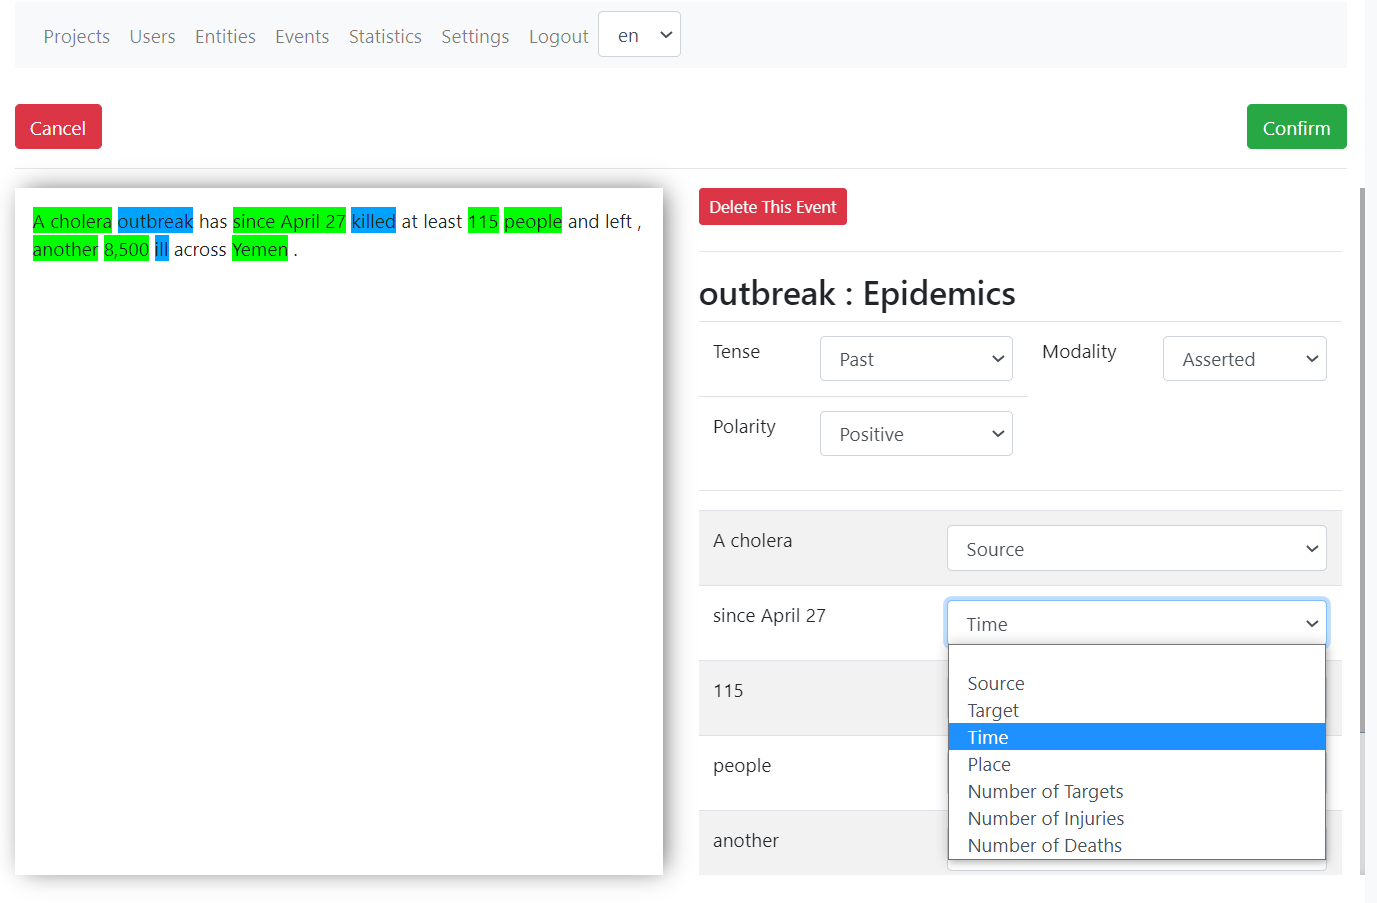 Projects Users Entities Events Statistics Settings Logout en
Cancel Confirm
A cholera outbreak has since April 27 killed at least 115 people and left ,
another 8,500 ill across Yemen .
Delete This Event
outbreak : Epidemics
Tense Past Modality Asserted
Polarity Positive
A cholera Source
since April 27 Time
Source
115
Target
Time
people
Place
Number of Targets
Number of Injuries
another
Number of Deaths